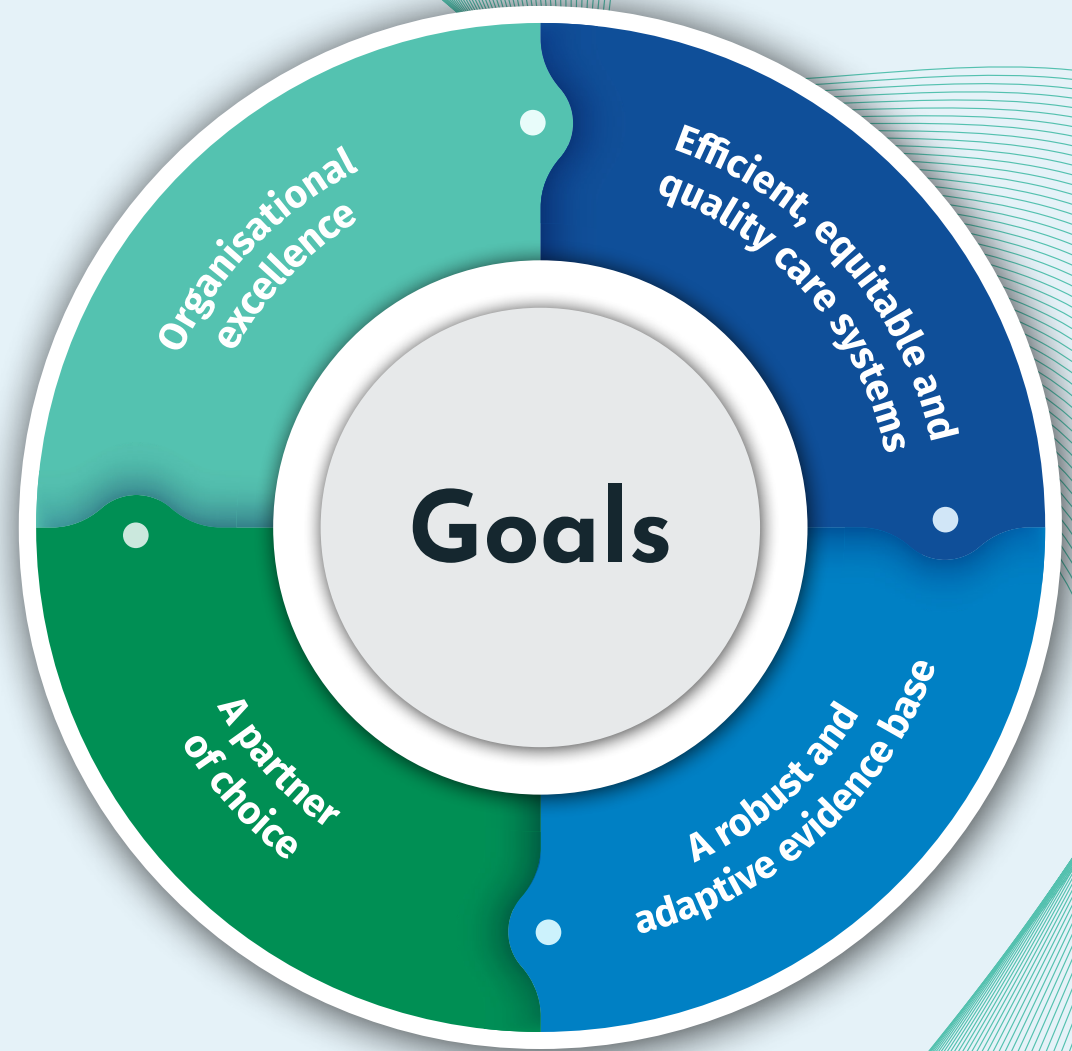 Goals
Efficient, equitable and
quality care systems
A robust and
adaptive evidence base
A partner
of choice
Organisational
excellence